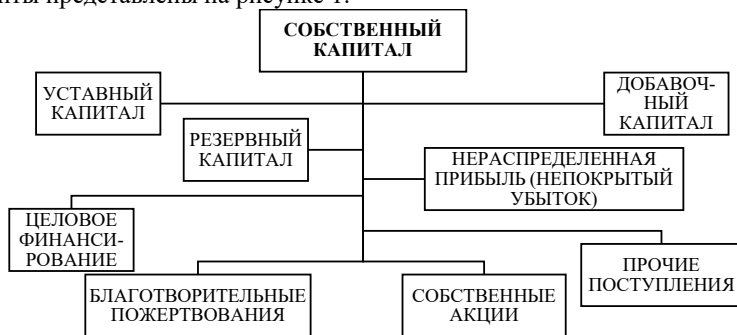 СОБСТВЕННЫЙ
КАПИТАЛ
УСТАВНЫЙ
КАПИТАЛ
ДОБАВОЧ-
НЫЙ
КАПИТАЛ
РЕЗЕРВНЫЙ
КАПИТАЛ
НЕРАСПРЕДЕЛЕННАЯ
ПРИБЫЛЬ (НЕПОКРЫТЫЙ
УБЫТОК)
ЦЕЛОВОЕ
ФИНАНСИ-
РОВАНИЕ
ПРОЧИЕ
ПОСТУПЛЕНИЯ
БЛАГОТВОРИТЕЛЬНЫЕ
ПОЖЕРТВОВАНИЯ
СОБСТВЕННЫЕ
АКЦИИ